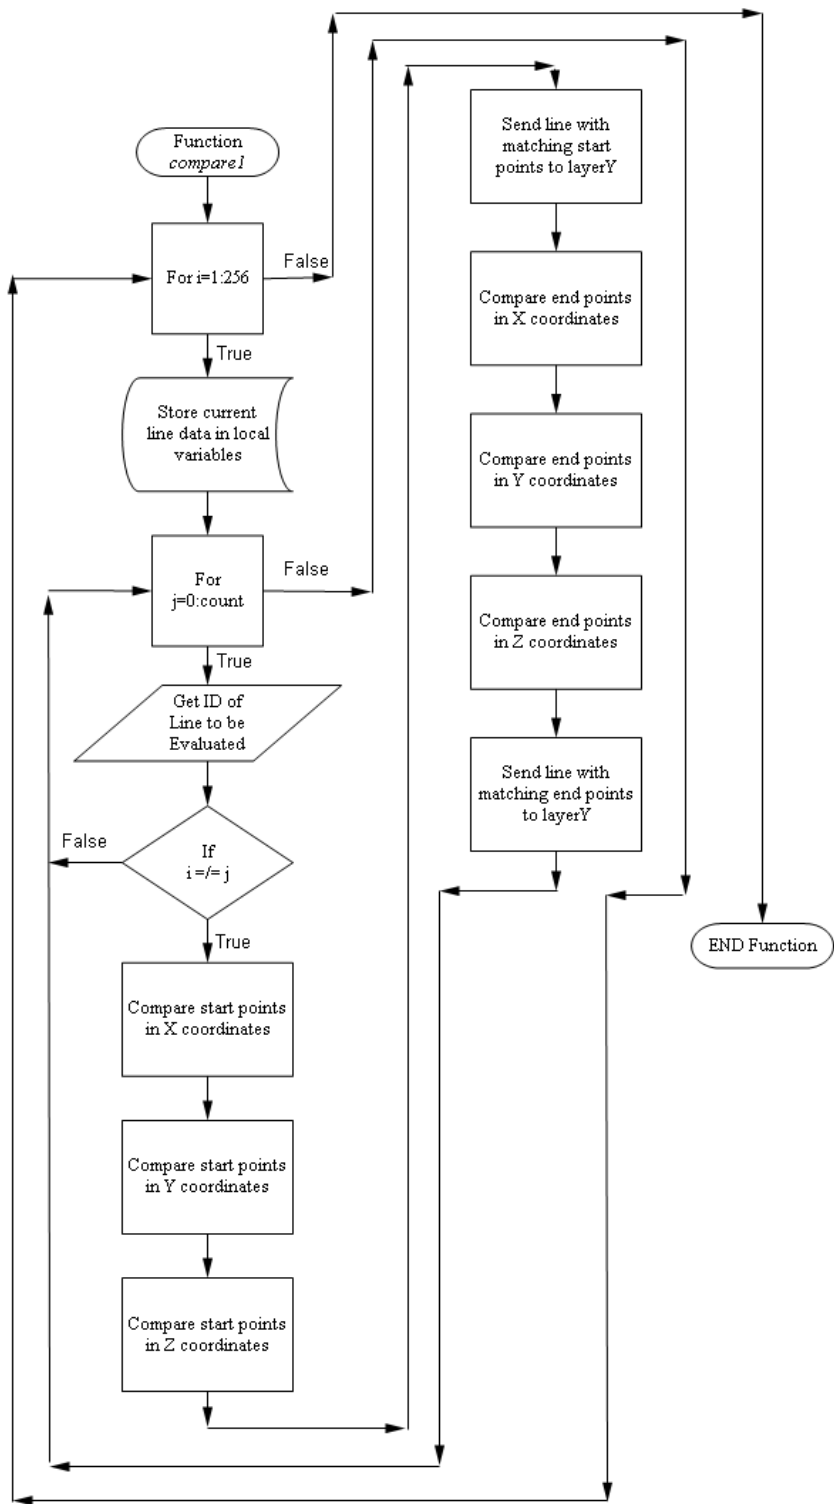 Function
compare1
For i=1:256
False
True
Store current
line data in local
variables
For
j=0:count
False
True
Get ID of
Line to be
Evaluated
If
i =/= j
False
True
Compare start points
in X coordinates
Compare start points
in Y coordinates
Compare start points
in Z coordinates
Send line with
matching start
points to layerY
Compare end points
in X coordinates
Compare end points
in Y coordinates
Compare end points
in Z coordinates
Send line with
matching end points
to layerY
END Function